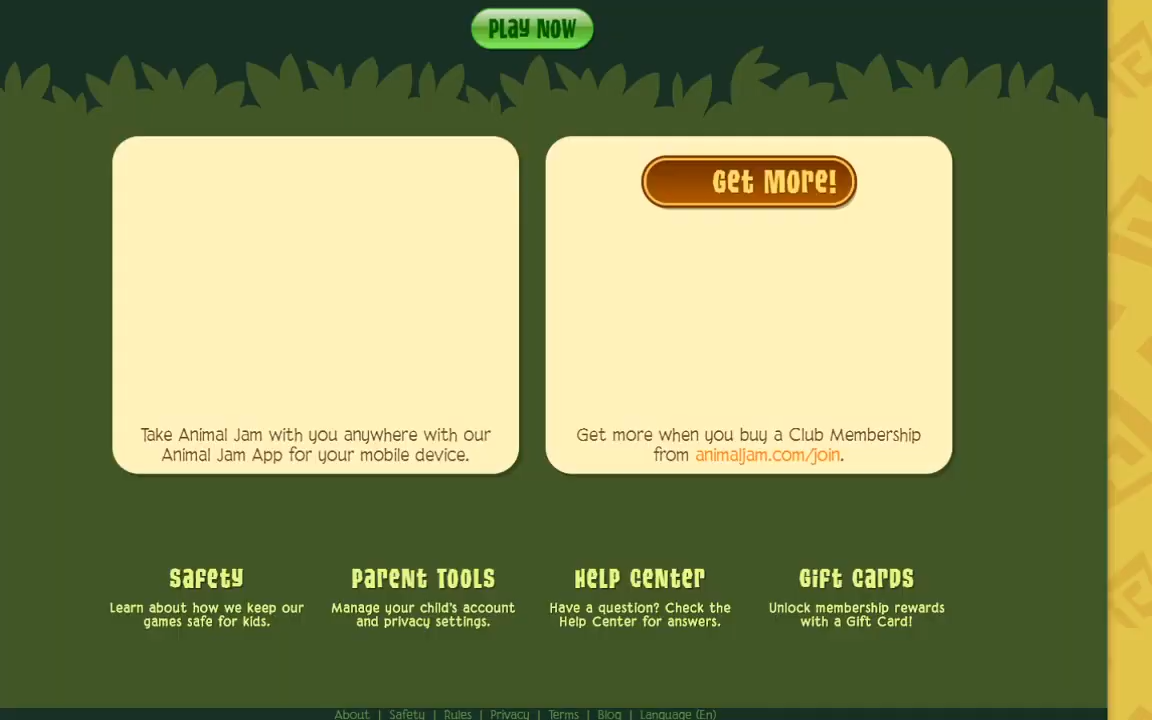 Play Now
Get More!
Take Animal Jam with you anywhere with our
Animal Jam App for your mobile device.
Get more when you buy a Club Membership
from animaljam.com/join.
Safety
Learn about how we keep our
games safe for kids.
Parent Tools
Manage your child's account
and privacy settings.
Help Center
Have a question? Check the
Help Center for answers.
Gift Cards
Unlock membership rewards
with a Gift Card!
About | Safety | Rules | Privacy | Terms | Blog | Language (En)